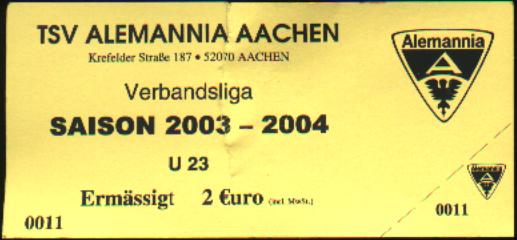 TSV ALEMANNIA AACHEN
Krefelder Straße 187 • 52070 AACHEN
Alemannia
A
Verbandsliga
SAISON 2003 – 2004
U 23
Ermässigt 2 €uro (incl. MwSt.)
Alemannia
A
0011
0011